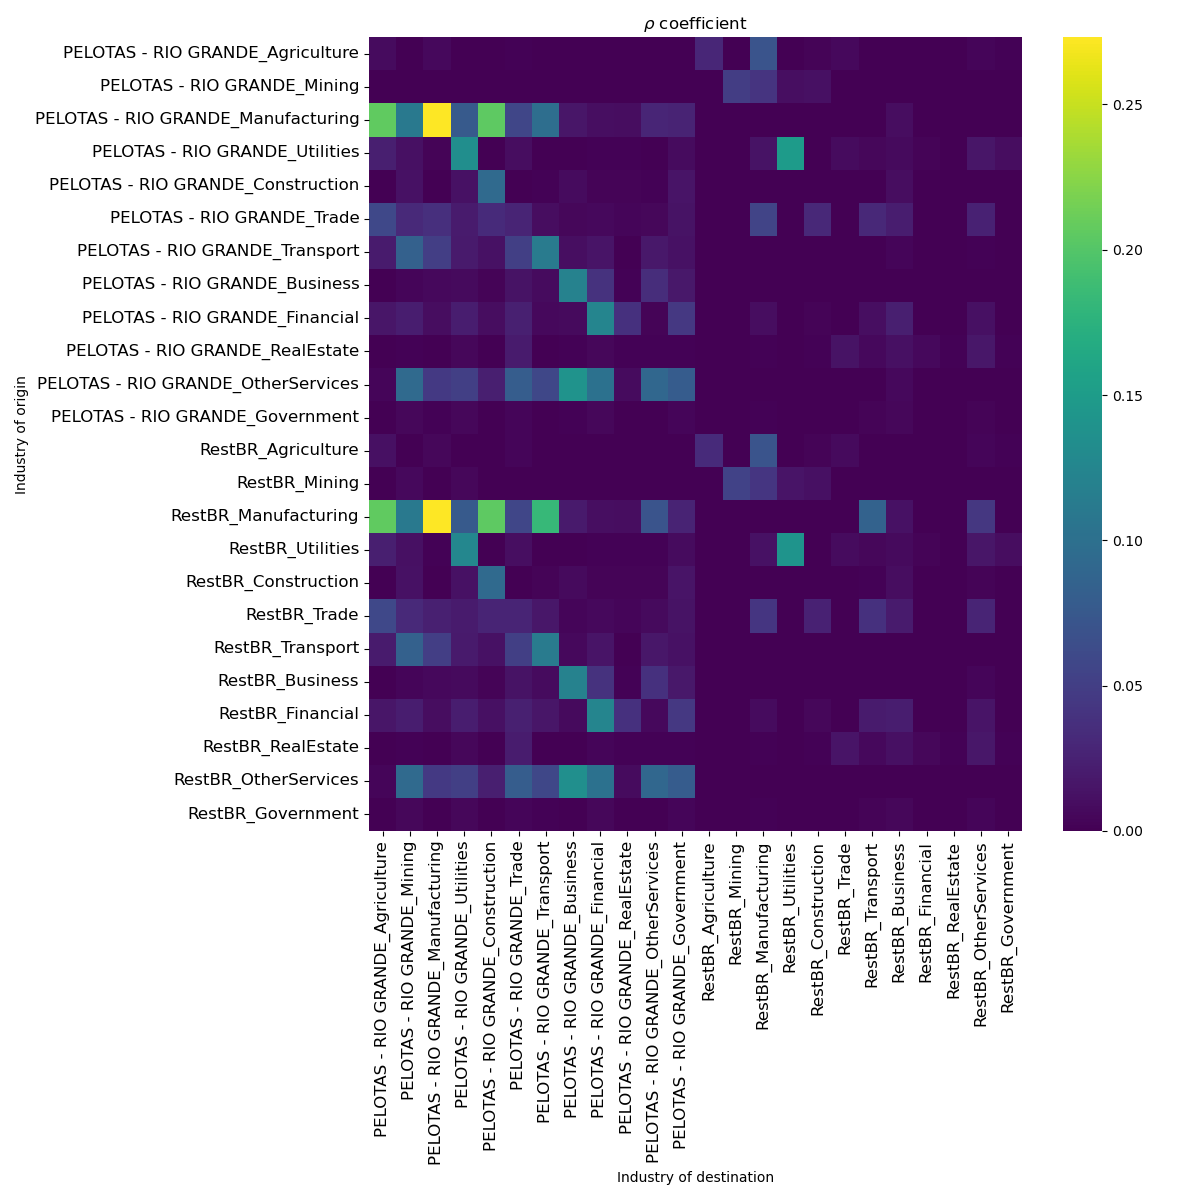 ρ coefficient
PELOTAS - RIO GRANDE_Agriculture
PELOTAS - RIO GRANDE_Mining
PELOTAS - RIO GRANDE_Manufacturing
PELOTAS - RIO GRANDE_Utilities
PELOTAS - RIO GRANDE_Construction
PELOTAS - RIO GRANDE_Trade
PELOTAS - RIO GRANDE_Transport
PELOTAS - RIO GRANDE_Business
PELOTAS - RIO GRANDE_Financial
PELOTAS - RIO GRANDE_RealEstate
PELOTAS - RIO GRANDE_OtherServices
PELOTAS - RIO GRANDE_Government
RestBR_Agriculture
RestBR_Mining
RestBR_Manufacturing
RestBR_Utilities
RestBR_Construction
RestBR_Trade
RestBR_Transport
RestBR_Business
RestBR_Financial
RestBR_RealEstate
RestBR_OtherServices
RestBR_Government
Industry of origin
PELOTAS - RIO GRANDE_Agriculture
PELOTAS - RIO GRANDE_Mining
PELOTAS - RIO GRANDE_Manufacturing
PELOTAS - RIO GRANDE_Utilities
PELOTAS - RIO GRANDE_Construction
PELOTAS - RIO GRANDE_Trade
PELOTAS - RIO GRANDE_Transport
PELOTAS - RIO GRANDE_Business
PELOTAS - RIO GRANDE_Financial
PELOTAS - RIO GRANDE_RealEstate
PELOTAS - RIO GRANDE_OtherServices
PELOTAS - RIO GRANDE_Government
RestBR_Agriculture
RestBR_Mining
RestBR_Manufacturing
RestBR_Utilities
RestBR_Construction
RestBR_Trade
RestBR_Transport
RestBR_Business
RestBR_Financial
RestBR_RealEstate
RestBR_OtherServices
RestBR_Government
Industry of destination
0.25
0.20
0.15
0.10
0.05
0.00